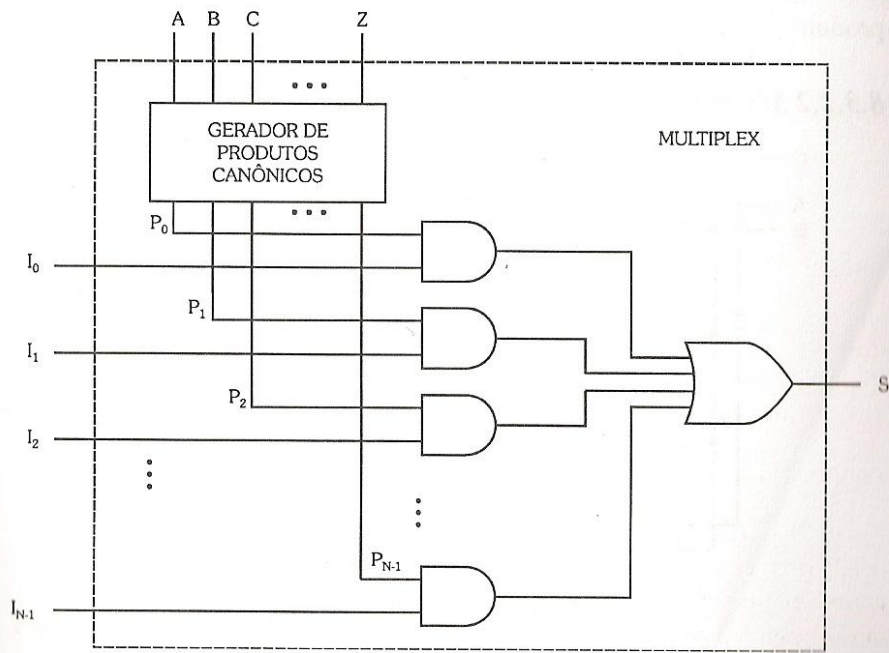 A B C Z
GERADOR DE
PRODUTOS
CANÔNICOS
MULTIPLEX
P₀
I₀
P₁
I₁
P₂
I₂
S
Pₙ₋₁
Iₙ₋₁